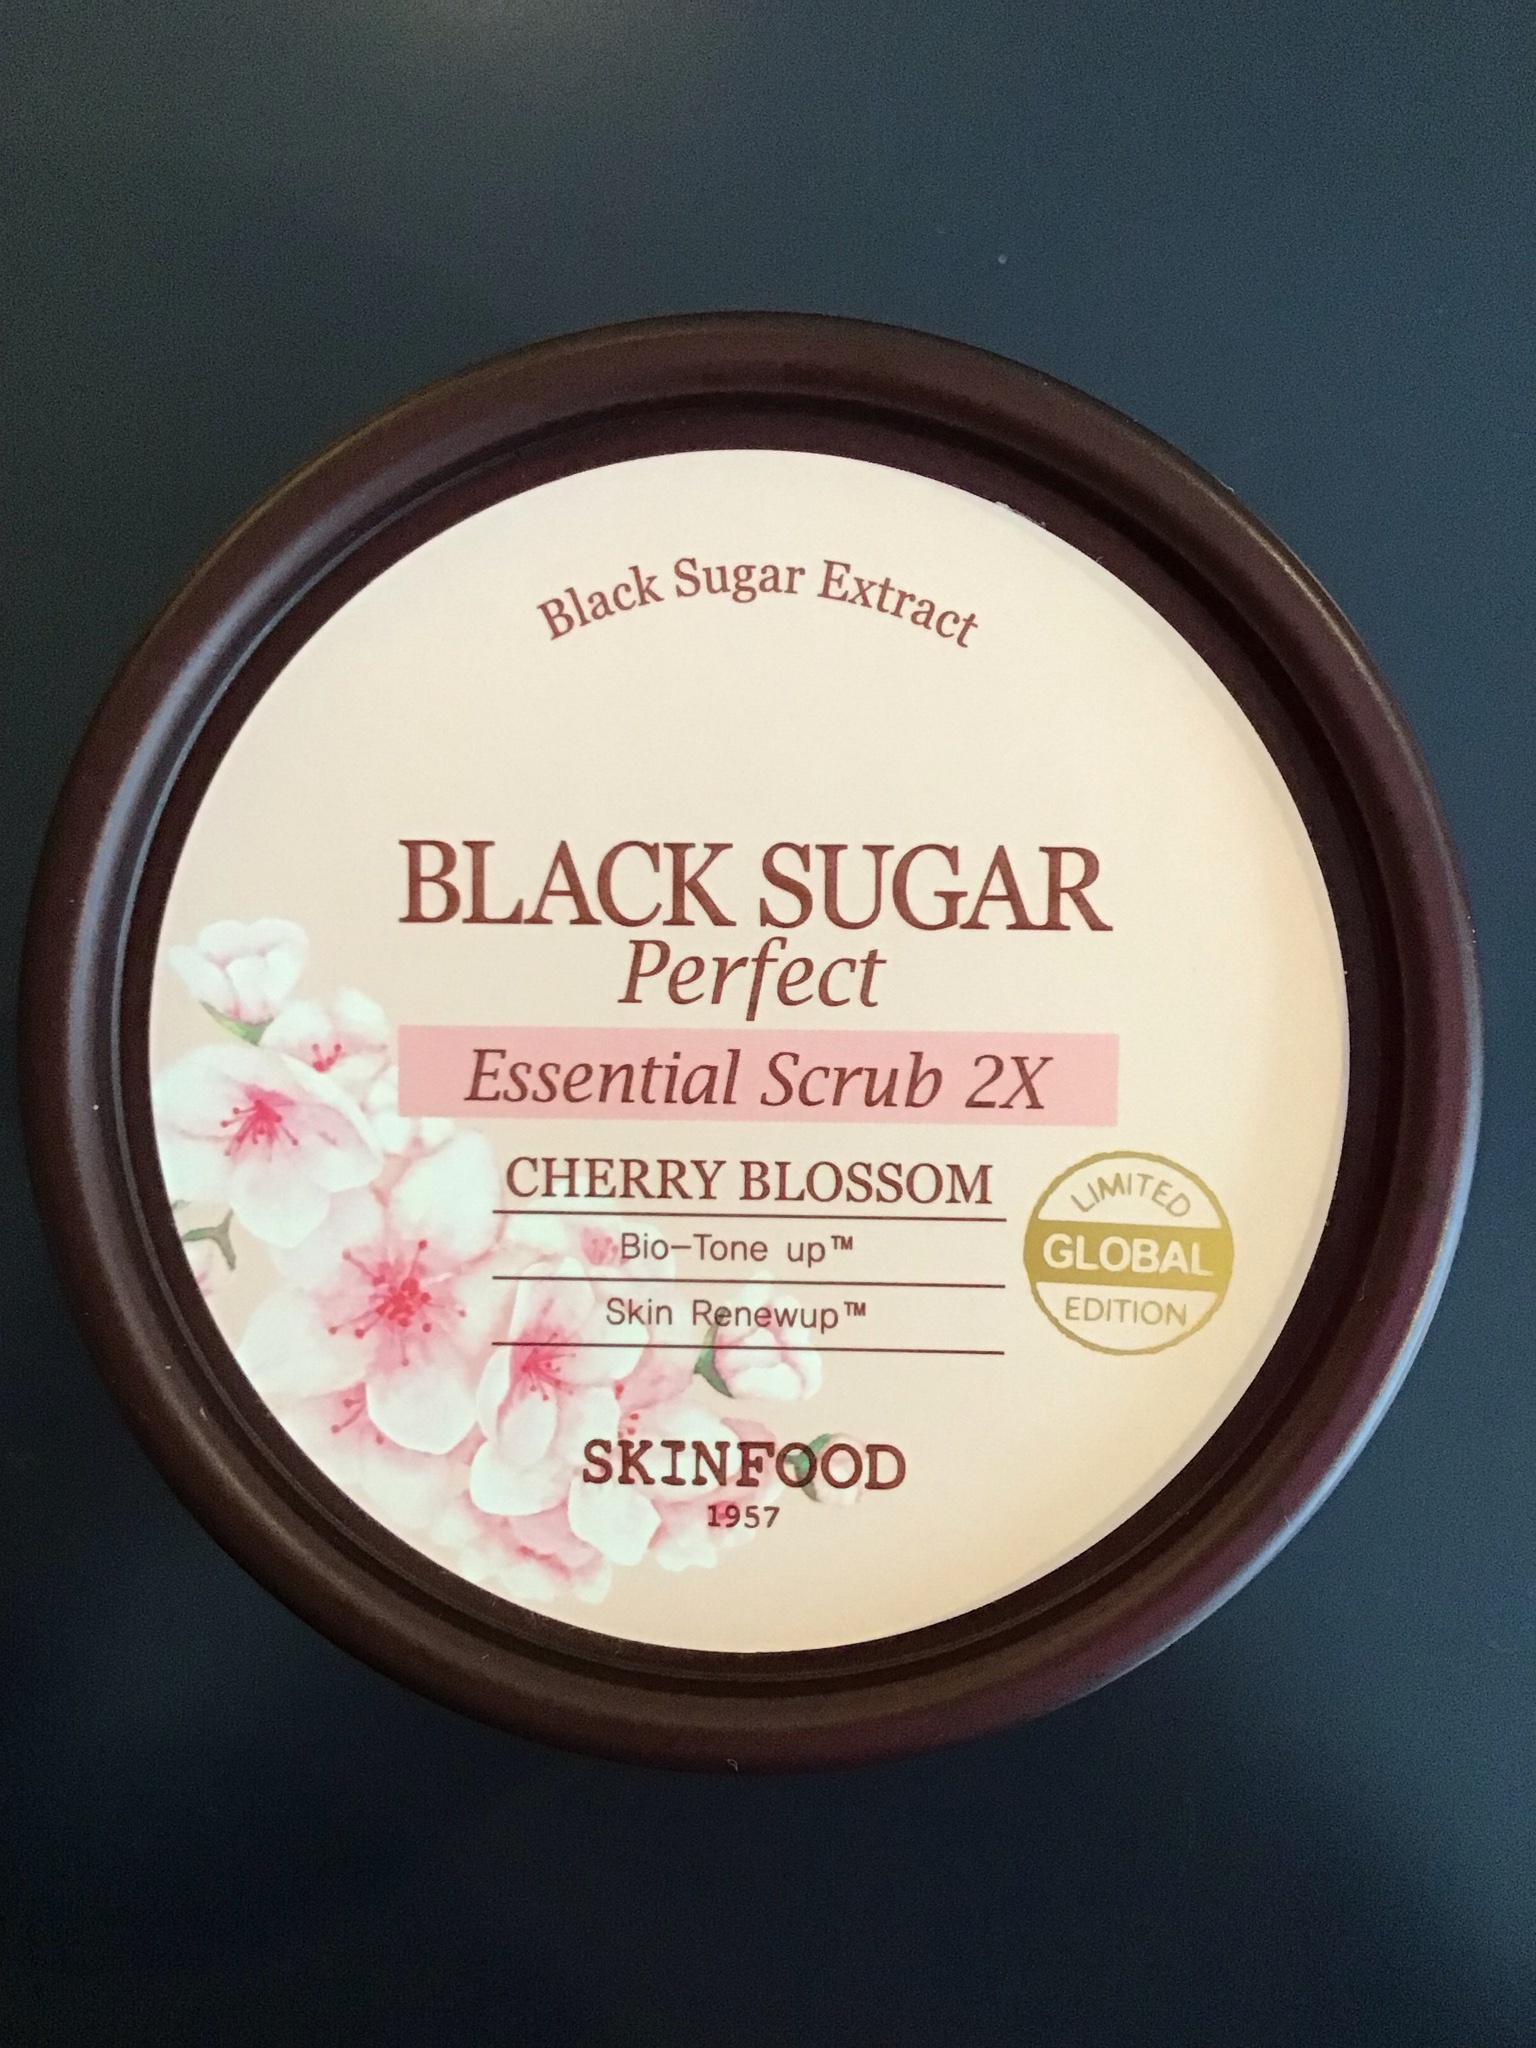 Black Sugar Extract
BLACK SUGAR
Perfect
Essential Scrub 2X
CHERRY BLOSSOM
Bio-Tone up™
Skin Renewup™
LIMITED
GLOBAL
EDITION
SKINFOOD
1957